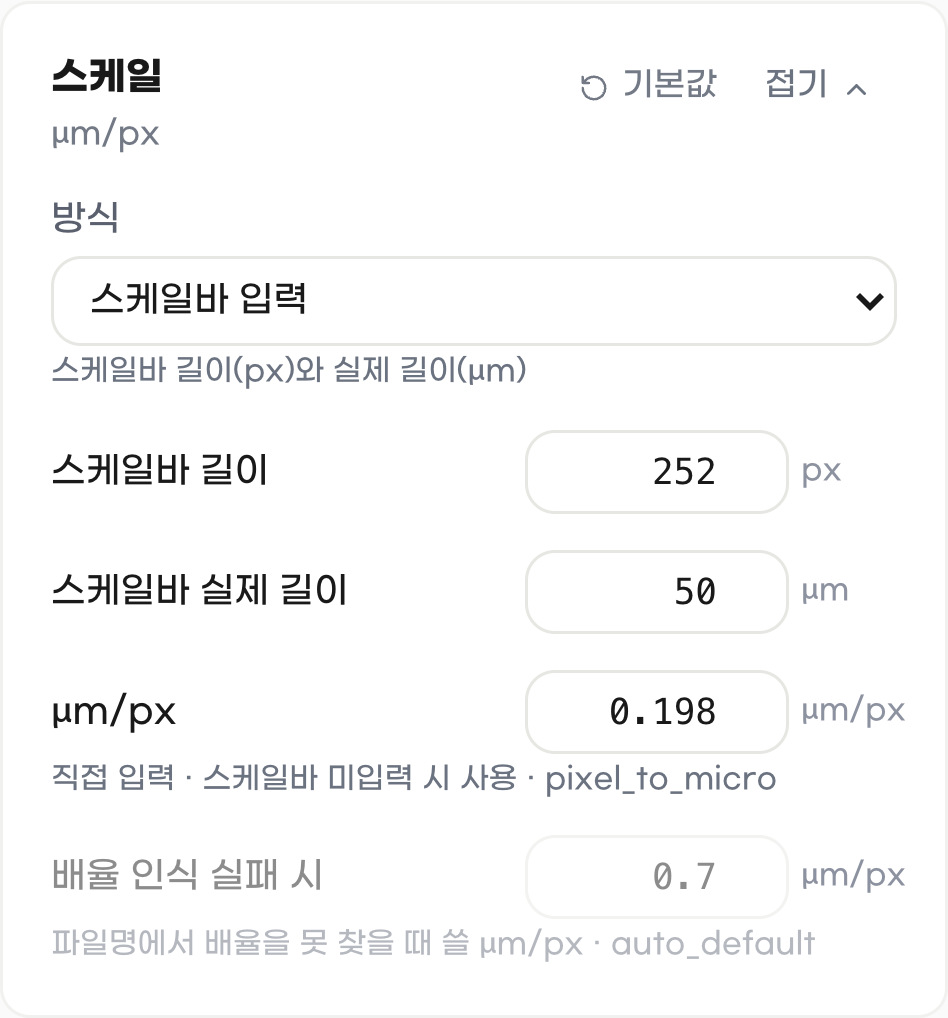 스케일 기본값 접기
µm/px
방식
스케일바 입력
스케일바 길이(px)와 실제 길이(µm)
스케일바 길이 252 px
스케일바 실제 길이 50 µm
µm/px 0.198 µm/px
직접 입력 · 스케일바 미입력 시 사용 · pixel_to_micro
배율 인식 실패 시 0.7 µm/px
파일명에서 배율을 못 찾을 때 쓸 µm/px · auto_default